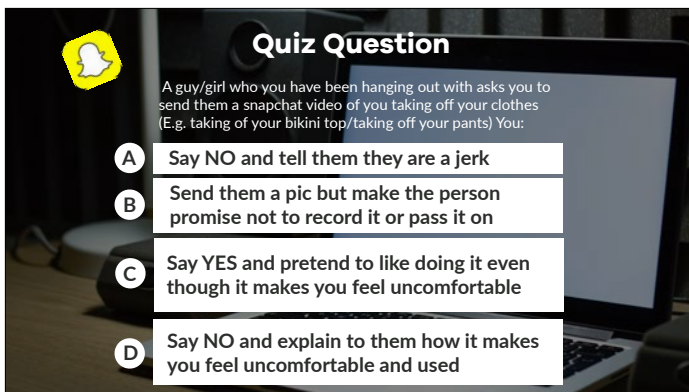 Quiz Question
A guy/girl who you have been hanging out with asks you to
send them a snapchat video of you taking off your clothes
(E.g. taking of your bikini top/taking off your pants) You:
A Say NO and tell them they are a jerk
B Send them a pic but make the person
promise not to record it or pass it on
C Say YES and pretend to like doing it even
though it makes you feel uncomfortable
D Say NO and explain to them how it makes
you feel uncomfortable and used